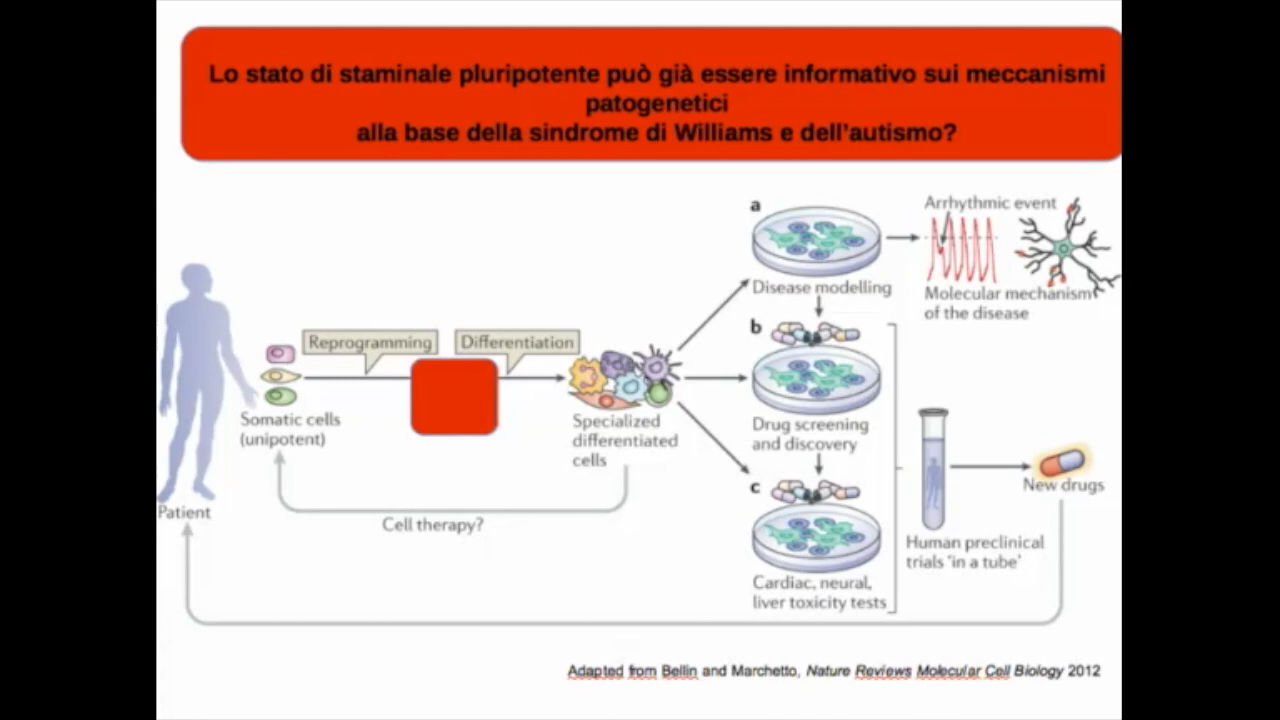 Lo stato di staminale pluripotente può già essere informativo sui meccanismi
patogenetici
alla base della sindrome di Williams e dell'autismo?
a
Arrhythmic event
Disease modelling
Molecular mechanism
of the disease
Reprogramming
Differentiation
b
Somatic cells
(unipotent)
Specialized
differentiated
cells
Drug screening
and discovery
c
New drugs
Patient
Cell therapy?
Human preclinical
trials 'in a tube'
Cardiac, neural,
liver toxicity tests
Adapted from Bellin and Marchetto, Nature Reviews Molecular Cell Biology 2012